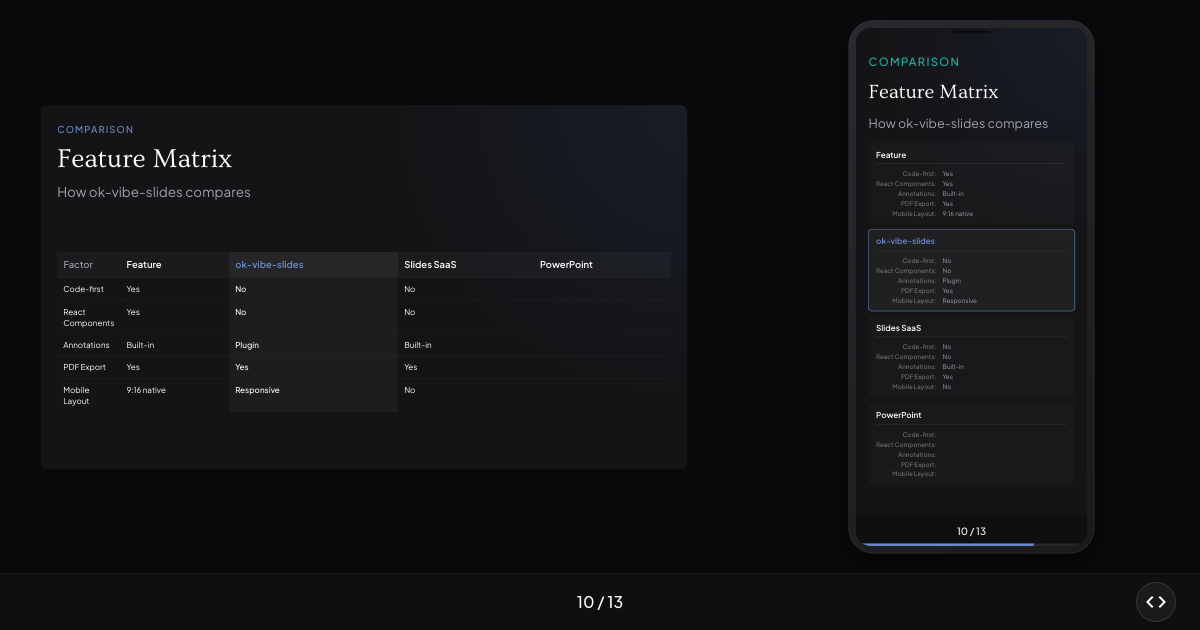 COMPARISON
Feature Matrix
How ok-vibe-slides compares
Factor Feature ok-vibe-slides Slides SaaS PowerPoint
Code-first Yes No No
React Components Yes No No
Annotations Built-in Plugin Built-in
PDF Export Yes Yes Yes
Mobile Layout 9:16 native Responsive No
COMPARISON
Feature Matrix
How ok-vibe-slides compares
Feature
Code-first: Yes
React Components: Yes
Annotations: Built-in
PDF Export: Yes
Mobile Layout: 9:16 native
ok-vibe-slides
Code-first: No
React Components: No
Annotations: Plugin
PDF Export: Yes
Mobile Layout: Responsive
Slides SaaS
Code-first: No
React Components: No
Annotations: Built-in
PDF Export: Yes
Mobile Layout: No
PowerPoint
Code-first:
React Components:
Annotations:
PDF Export:
Mobile Layout:
10 / 13
10 / 13